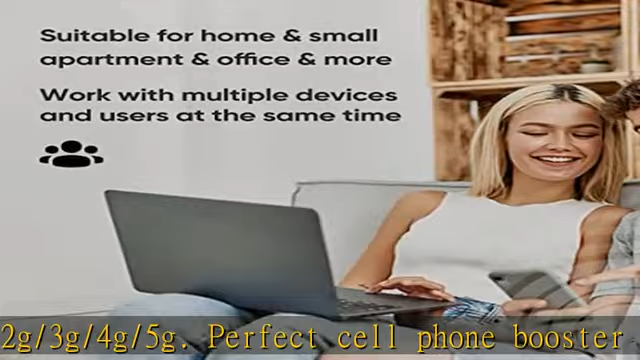 Suitable for home & small
apartment & office & more
Work with multiple devices
and users at the same time
2g/3g/4g/5g. Perfect cell phone booster